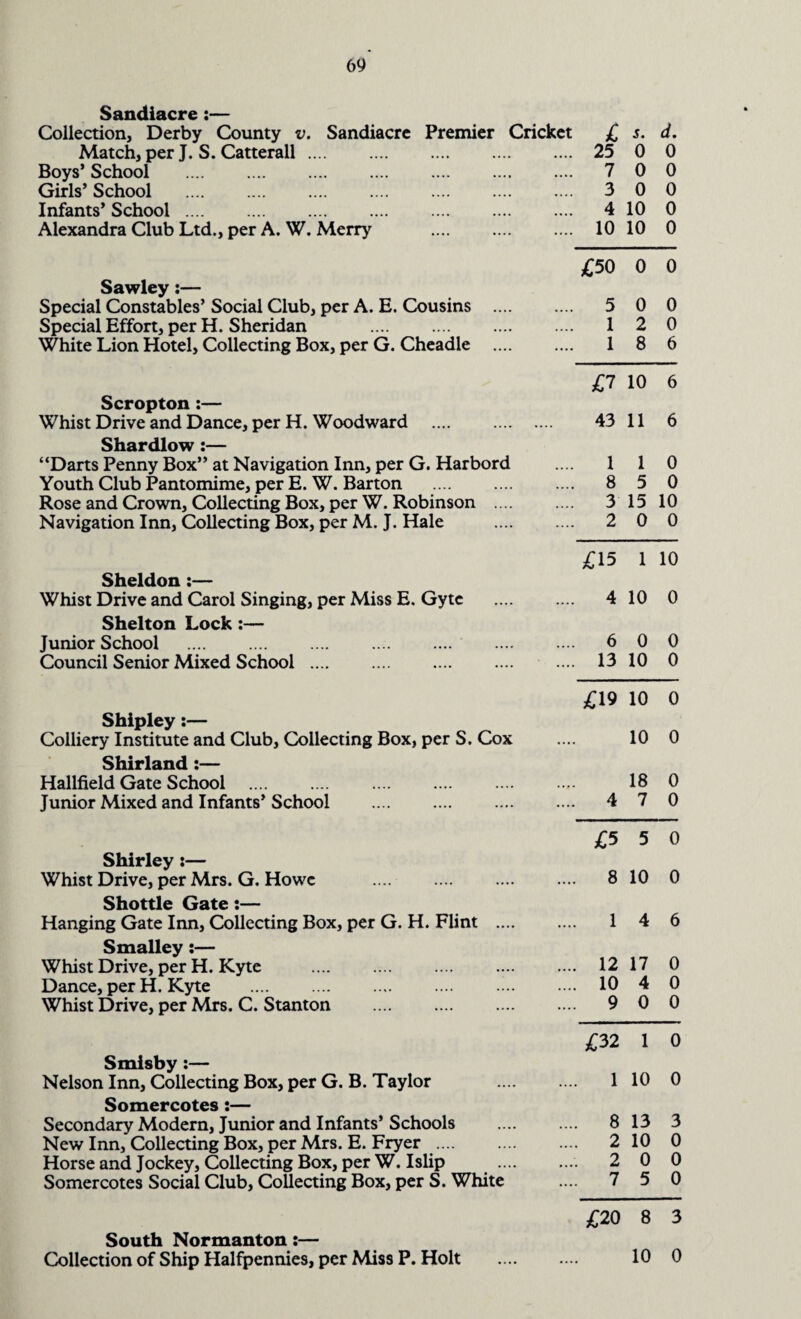 69
Sandiacre :—
Collection, Derby County v. Sandiacre Premier Cricket £ s. d.
Match, per J. S. Catterall .... .... .... .... .... 25 0 0
Boys’ School .... .... .... .... .... .... .... 7 0 0
Girls’ School .... .... .... .... .... .... .... 3 0 0
Infants’ School .... .... .... .... .... .... .... 4 10 0
Alexandra Club Ltd., per A. W. Merry .... .... .... 10 10 0
£50 0 0
Sawley :—
Special Constables’ Social Club, per A. E. Cousins .... .... 5 0 0
Special Effort, per H. Sheridan .... .... .... .... 1 2 0
White Lion Hotel, Collecting Box, per G. Cheadle .... .... 1 8 6
£7 10 6
Scropton :—
Whist Drive and Dance, per H. Woodward .... .... .... 43 11 6
Shardlow :—
“Darts Penny Box” at Navigation Inn, per G. Harbord .... 1 1 0
Youth Club Pantomime, per E. W. Barton .... .... .... 8 5 0
Rose and Crown, Collecting Box, per W. Robinson .... .... 3 15 10
Navigation Inn, Collecting Box, per M. J. Hale .... .... 2 0 0
£15 1 10
Sheldon :—
Whist Drive and Carol Singing, per Miss E. Gyte .... .... 4 10 0
Shelton Lock :—
Junior School .... .... .... .... .... .... .... 6 0 0
Council Senior Mixed School .... .... .... .... .... 13 10 0
£19 10 0
Shipley :—
Colliery Institute and Club, Collecting Box, per S. Cox .... 10 0
Shirland :—
Hallfield Gate School .... .... .... .... .... .... 18 0
Junior Mixed and Infants’ School .... .... .... .... 4 7 0
£5 5 0
Shirley :—
Whist Drive, per Mrs. G. Howe .... .... .... .... 8 10 0
Shottle Gate :—
Hanging Gate Inn, Collecting Box, per G. H. Flint .... .... 1 4 6
Smalley :—
Whist Drive, per H. Kyte .... .... .... .... .... 12 17 0
Dance, per H. Kyte .... .... .... .... .... .... 10 4 0
Whist Drive, per Mrs. C. Stanton .... .... .... .... 9 0 0
£32 1 0
Smisby :—
Nelson Inn, Collecting Box, per G. B. Taylor .... .... 1 10 0
Somercotes :—
Secondary Modern, Junior and Infants’ Schools .... .... 8 13 3
New Inn, Collecting Box, per Mrs. E. Fryer .... .... .... 2 10 0
Horse and Jockey, Collecting Box, per W. Islip .... .... 2 0 0
Somercotes Social Club, Collecting Box, per S. White .... 7 5 0
£20 8 3
South Normanton :—
Collection of Ship Halfpennies, per Miss P. Holt .... .... 10 0